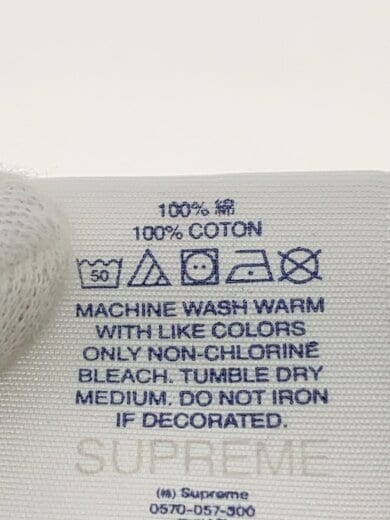 100% 綿
100% COTON
50
MACHINE WASH WARM
WITH LIKE COLORS
ONLY NON-CHLORINE
BLEACH. TUMBLE DRY
MEDIUM. DO NOT IRON
IF DECORATED.
SUPREME
(株) Supreme
0570-057-300